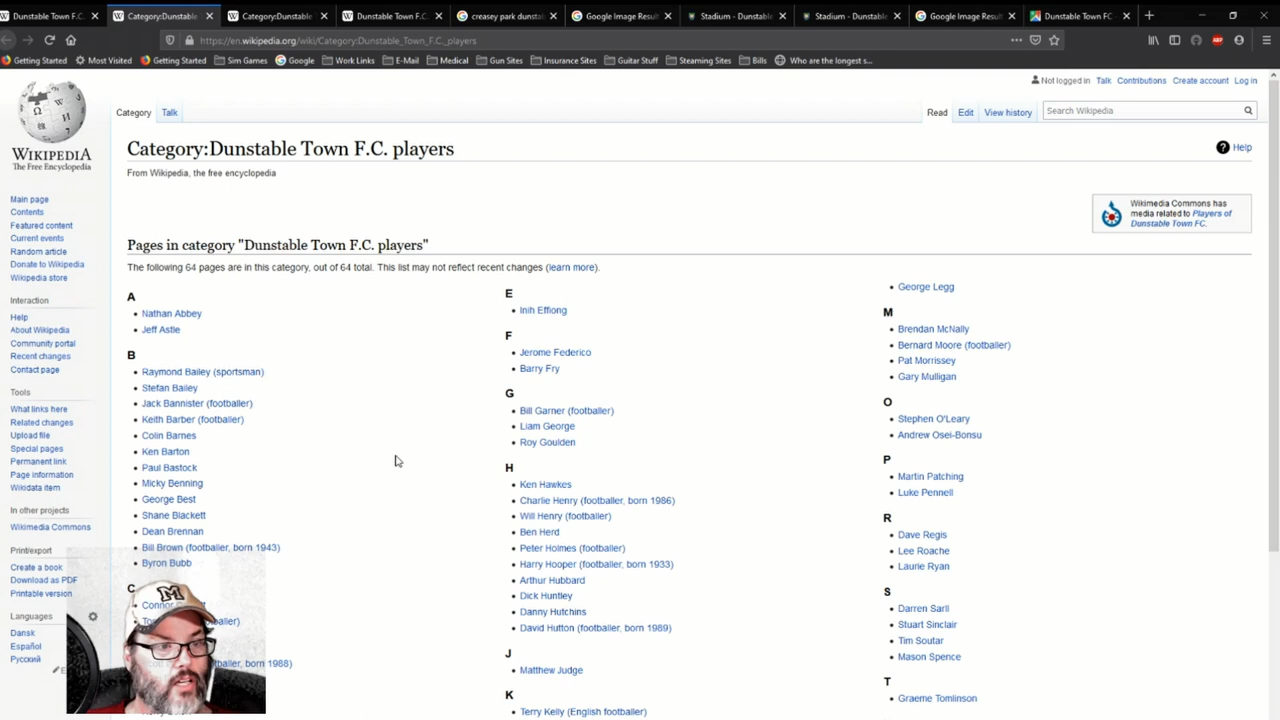 Dunstable Town F.C.
Category:Dunstable
Category:Dunstable
Dunstable Town F.C.
creasey park dunstab
Google Image Resul
Stadium - Dunstable
Stadium - Dunstable
Google Image Resul
Dunstable Town FC
https://en.wikipedia.org/wiki/Category:Dunstable_Town_F.C._players
Getting Started
Most Visited
Getting Started
Sim Games
Google
Work Links
E-Mail
Medical
Gun Sites
Insurance Sites
Guitar Stuff
Steaming Sites
Bills
Who are the longest s...
Not logged in Talk Contributions Create account Log in
Category Talk
Read Edit View history
Search Wikipedia
WIKIPEDIA
The Free Encyclopedia
Main page
Contents
Featured content
Current events
Random article
Donate to Wikipedia
Wikipedia store
Interaction
Help
About Wikipedia
Community portal
Recent changes
Contact page
Tools
What links here
Related changes
Upload file
Special pages
Permanent link
Page information
Wikidata item
In other projects
Wikimedia Commons
Print/export
Create a book
Download as PDF
Printable version
Languages
Dansk
Español
Русский
Category:Dunstable Town F.C. players
Help
From Wikipedia, the free encyclopedia
Wikimedia Commons has
media related to Players of
Dunstable Town FC.
Pages in category "Dunstable Town F.C. players"
The following 64 pages are in this category, out of 64 total. This list may not reflect recent changes (learn more).
A
Nathan Abbey
Jeff Astle
B
Raymond Bailey (sportsman)
Stefan Bailey
Jack Bannister (footballer)
Keith Barber (footballer)
Colin Barnes
Ken Barton
Paul Bastock
Micky Benning
George Best
Shane Blackett
Dean Brennan
Bill Brown (footballer, born 1943)
Byron Bubb
C
Connor
baller, born 1988)
M
E
Inih Effiong
F
Jerome Federico
Barry Fry
G
Bill Garner (footballer)
Liam George
Roy Goulden
H
Ken Hawkes
Charlie Henry (footballer, born 1986)
Will Henry (footballer)
Ben Herd
Peter Holmes (footballer)
Harry Hooper (footballer, born 1933)
Arthur Hubbard
Dick Huntley
Danny Hutchins
David Hutton (footballer, born 1989)
J
Matthew Judge
K
Terry Kelly (English footballer)
George Legg
M
Brendan McNally
Bernard Moore (footballer)
Pat Morrissey
Gary Mulligan
O
Stephen O'Leary
Andrew Osei-Bonsu
P
Martin Patching
Luke Pennell
R
Dave Regis
Lee Roache
Laurie Ryan
S
Darren Sarll
Stuart Sinclair
Tim Soutar
Mason Spence
T
Graeme Tomlinson